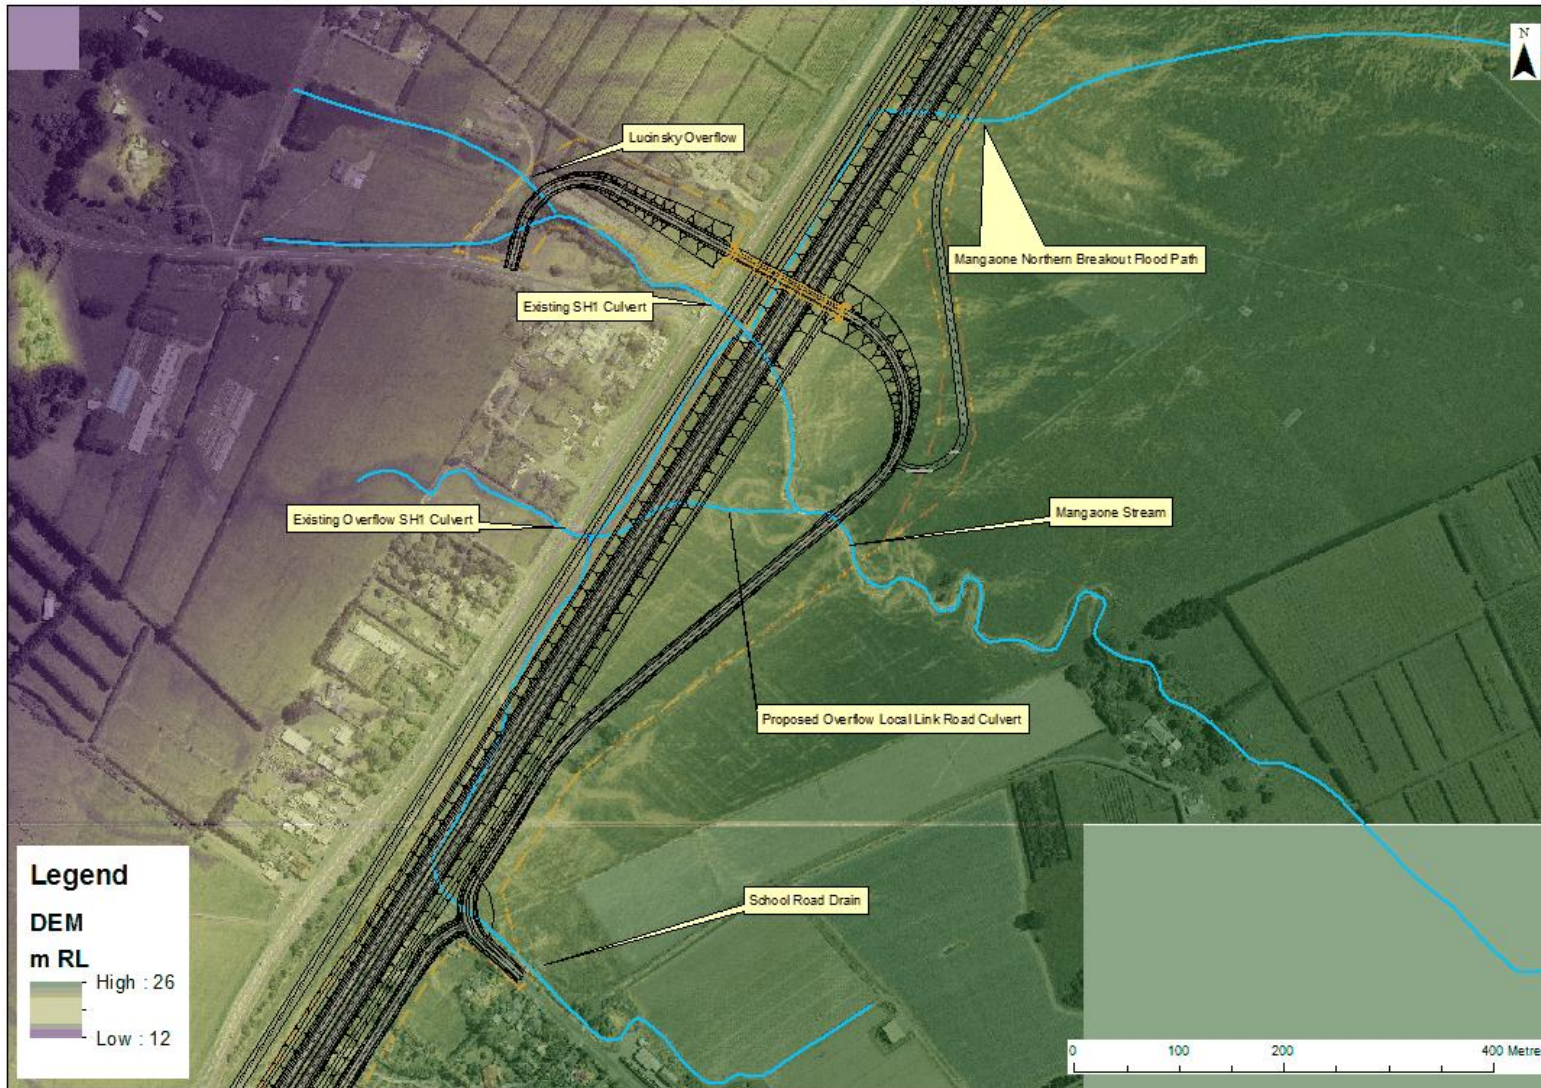 N
Lucinsky Overflow
Mangaone Northern Breakout Flood Path
Existing SH1 Culvert
Existing Overflow SH1 Culvert
Mangaone Stream
Proposed Overflow Local Link Road Culvert
School Road Drain
Legend
DEM
m RL
High : 26
Low : 12
0 100 200 400 Metre